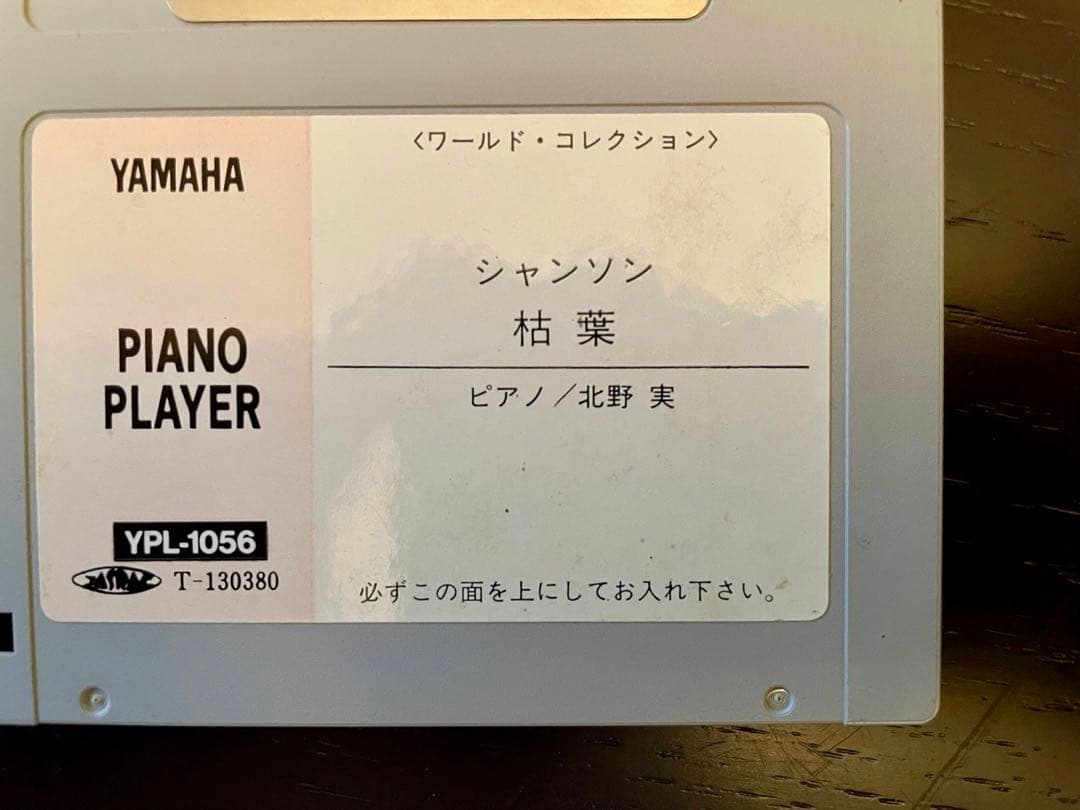 YAMAHA
PIANO
PLAYER
YPL-1056
JASRAC
T-130380
〈ワールド・コレクション〉
シャンソン
枯葉
ピアノ／北野 実
必ずこの面を上にしてお入れ下さい。